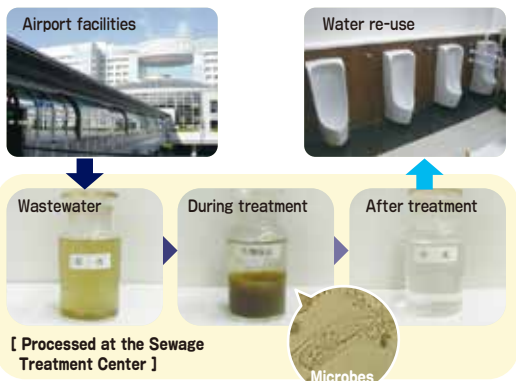 Airport facilities
Water re-use
Wastewater
During treatment
After treatment
[ Processed at the Sewage
Treatment Center ]
Microbes